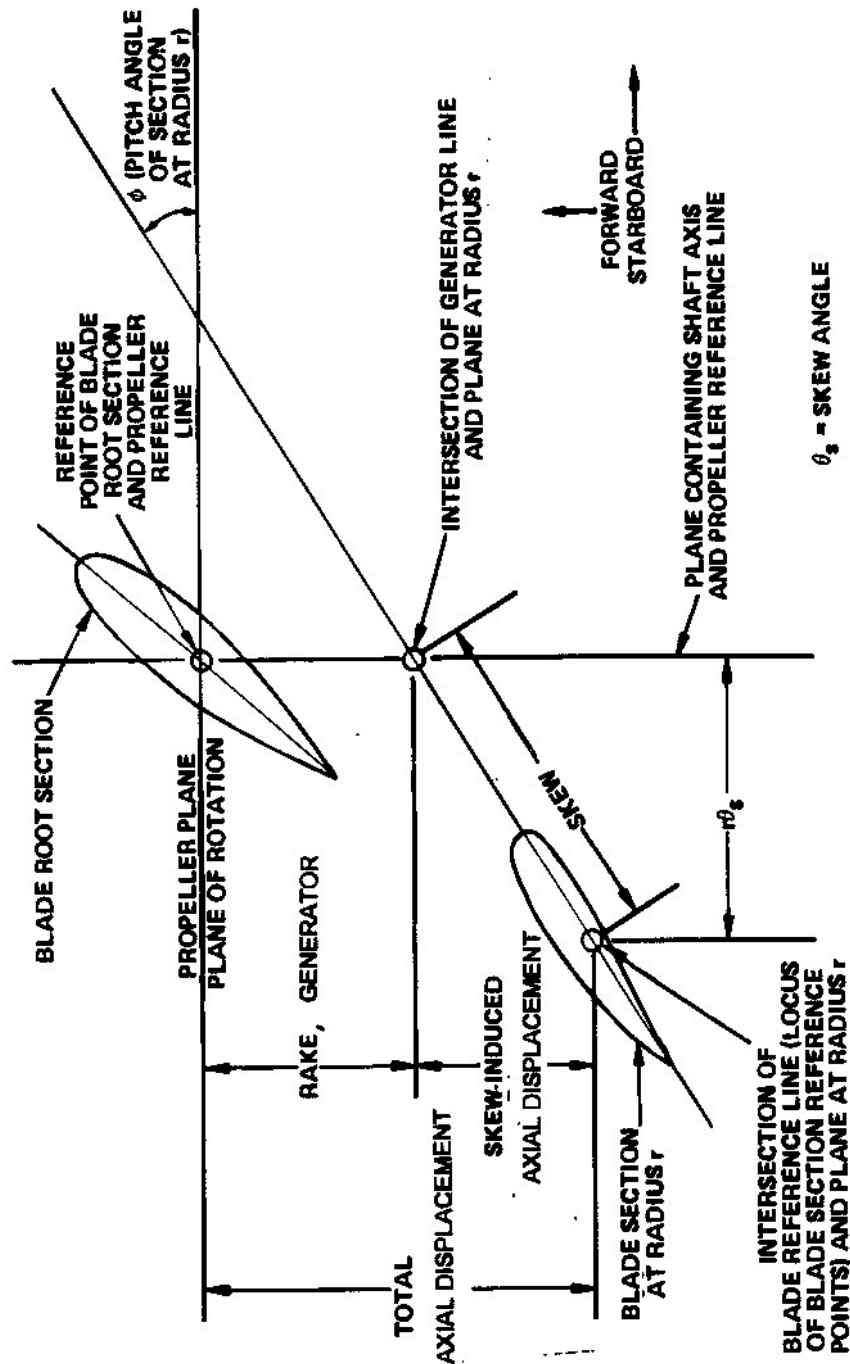 BLADE ROOT SECTION
REFERENCE
POINT OF BLADE
ROOT SECTION
AND PROPELLER
REFERENCE
LINE
ϕ (PITCH ANGLE
OF SECTION
AT RADIUS r)
PROPELLER PLANE
PLANE OF ROTATION
RAKE, GENERATOR
INTERSECTION OF GENERATOR LINE
AND PLANE AT RADIUS r
FORWARD
STARBOARD
TOTAL
AXIAL DISPLACEMENT
SKEW-INDUCED
AXIAL DISPLACEMENT
SKEW
PLANE CONTAINING SHAFT AXIS
AND PROPELLER REFERENCE LINE
BLADE SECTION
AT RADIUS r
rθs
INTERSECTION OF
BLADE REFERENCE LINE (LOCUS
OF BLADE SECTION REFERENCE
POINTS) AND PLANE AT RADIUS r
θs = SKEW ANGLE